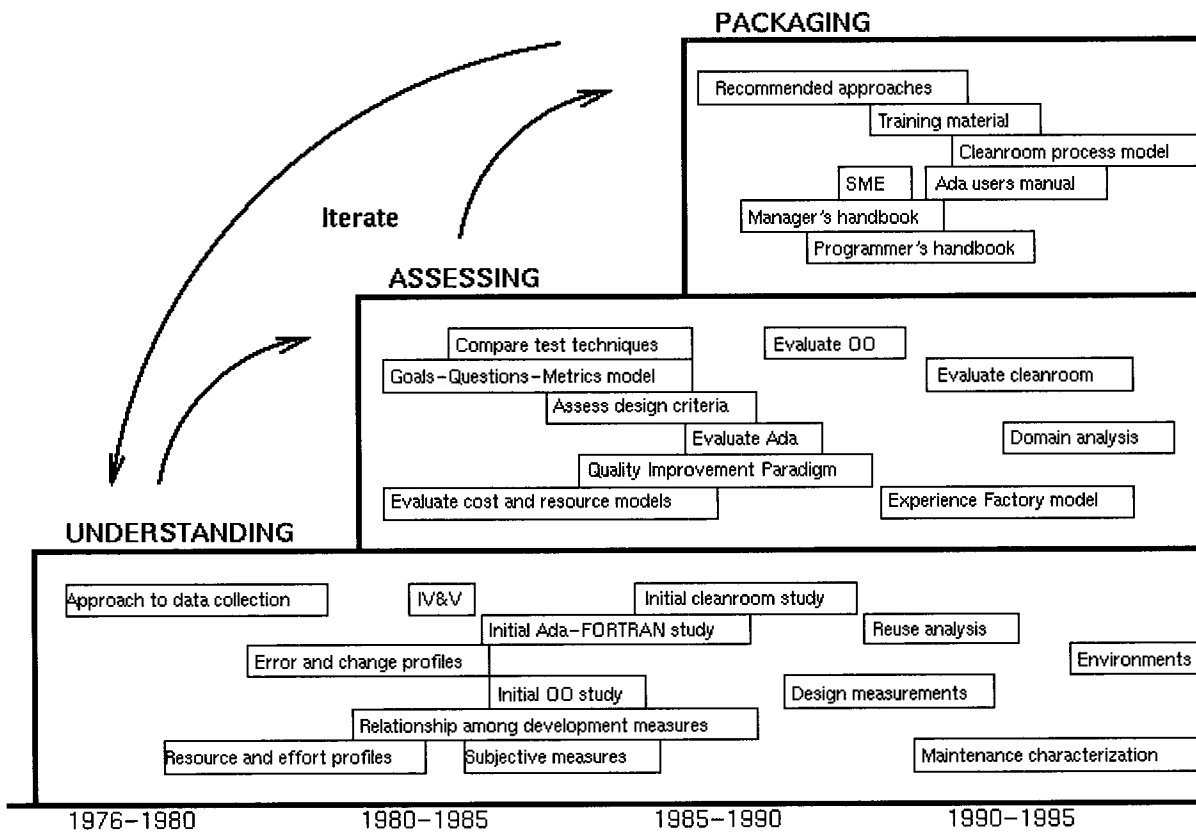 PACKAGING
Recommended approaches
Training material
Cleanroom process model
SME
Ada users manual
Iterate
Manager's handbook
Programmer's handbook
ASSESSING
Compare test techniques
Evaluate OO
Goals-Questions-Metrics model
Evaluate cleanroom
Assess design criteria
Evaluate Ada
Domain analysis
Quality Improvement Paradigm
Evaluate cost and resource models
Experience Factory model
UNDERSTANDING
Approach to data collection
IV&V
Initial cleanroom study
Initial Ada-FORTRAN study
Reuse analysis
Error and change profiles
Environments
Initial OO study
Design measurements
Relationship among development measures
Resource and effort profiles
Subjective measures
Maintenance characterization
1976-1980
1980-1985
1985-1990
1990-1995